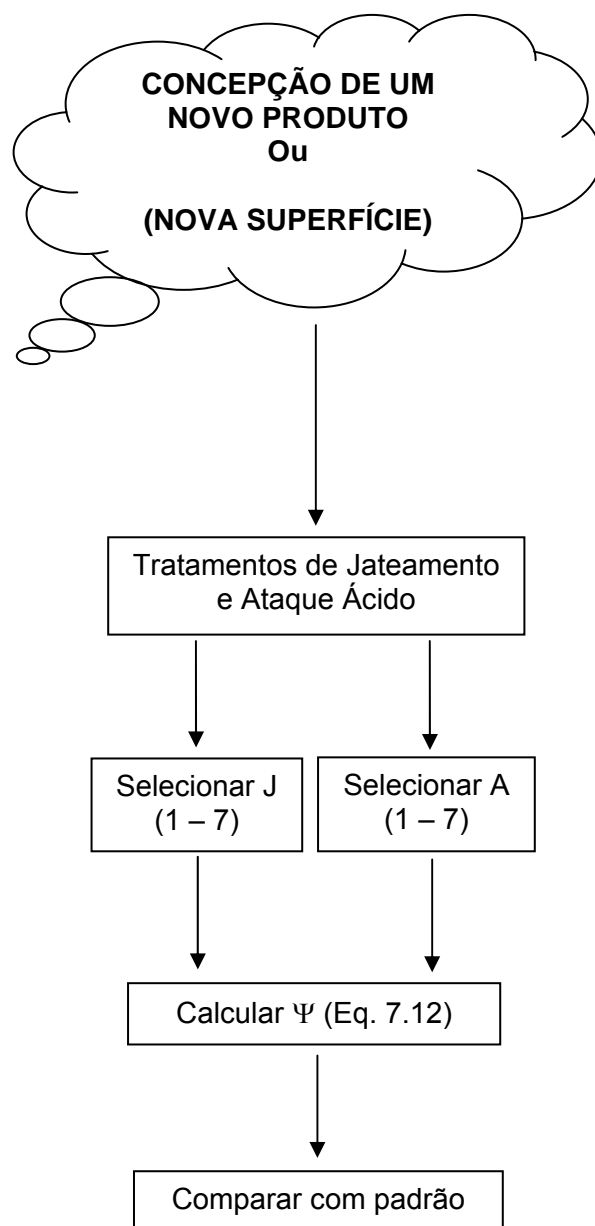 CONCEPÇÃO DE UM
NOVO PRODUTO
Ou
(NOVA SUPERFÍCIE)
Tratamentos de Jateamento
e Ataque Ácido
Selecionar J
(1 – 7)
Selecionar A
(1 – 7)
Calcular Ψ (Eq. 7.12)
Comparar com padrão